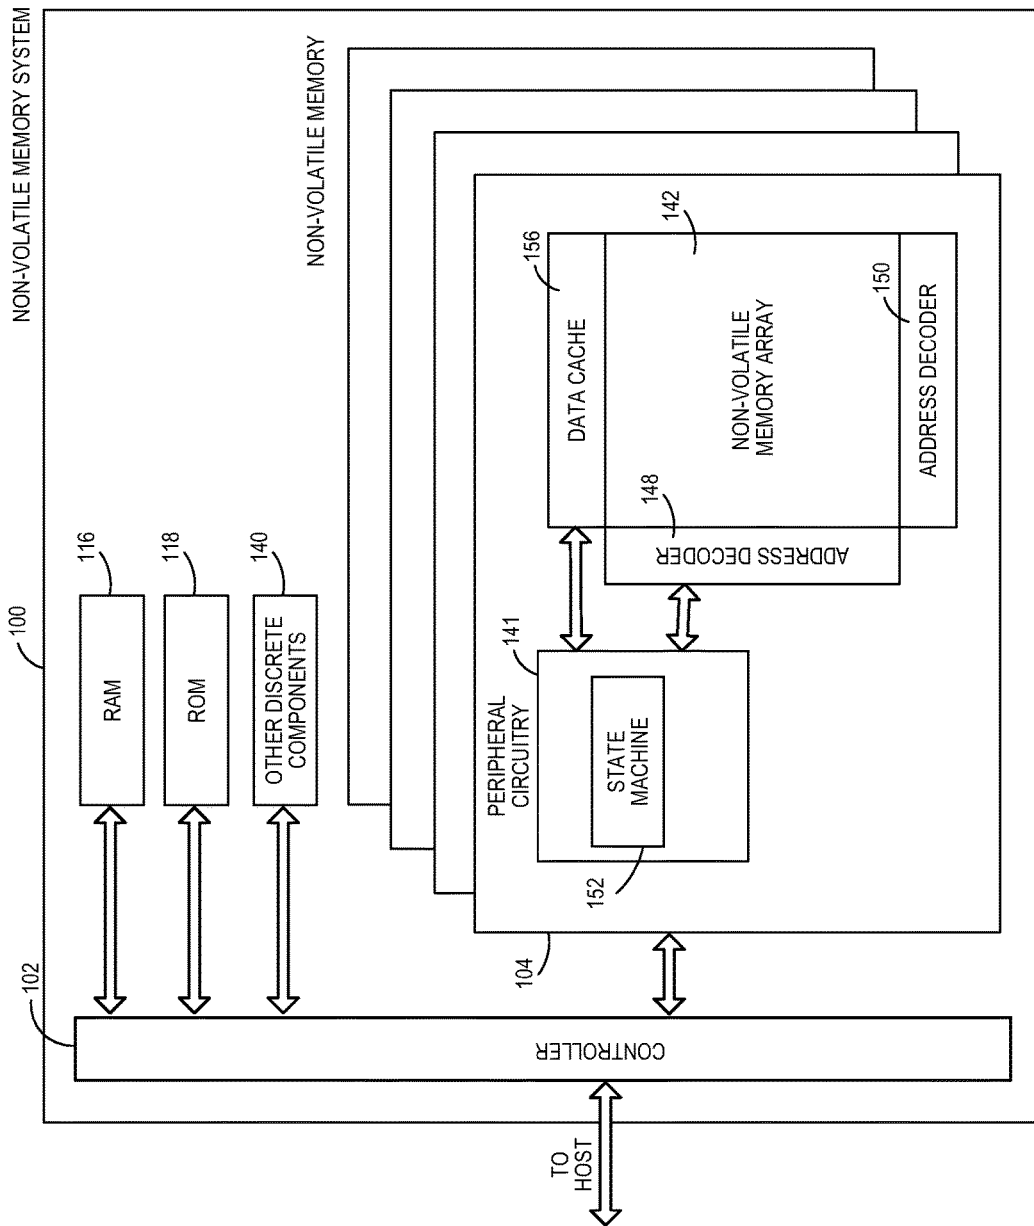 NON-VOLATILE MEMORY SYSTEM
100
102
RAM
116
ROM
118
OTHER DISCRETE
COMPONENTS
140
NON-VOLATILE MEMORY
TO
HOST
CONTROLLER
104
PERIPHERAL
CIRCUITRY
141
STATE
MACHINE
152
DATA CACHE
156
ADDRESS DECODER
148
NON-VOLATILE
MEMORY ARRAY
142
ADDRESS DECODER
150